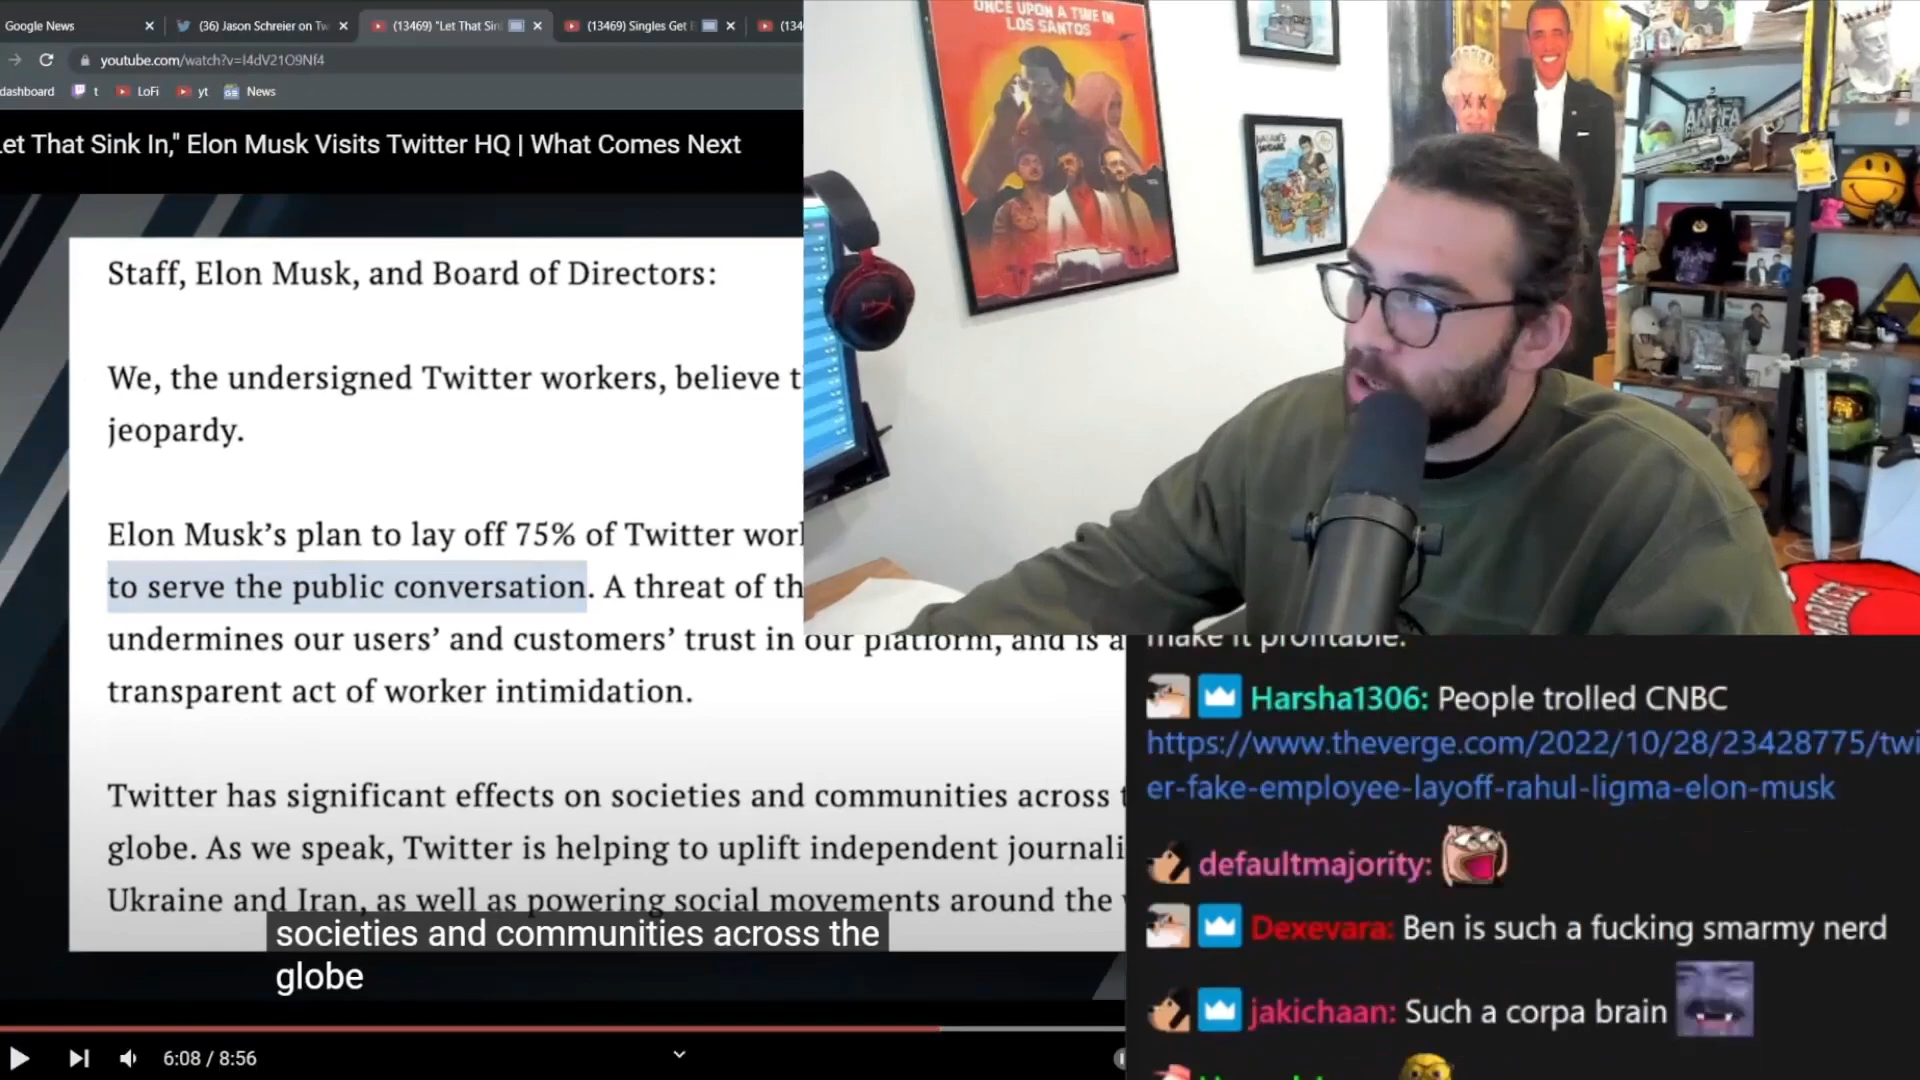 Google News
(36) Jason Schreier on Tw
(13469) "Let That Sin
(13469) Singles Get
(134
youtube.com/watch?v=I4dV21O9Nf4
dashboard
t
LoFi
yt
News
et That Sink In," Elon Musk Visits Twitter HQ | What Comes Next
ONCE UPON A TIME IN
LOS SANTOS
Staff, Elon Musk, and Board of Directors:
We, the undersigned Twitter workers, believe t
jeopardy.
Elon Musk's plan to lay off 75% of Twitter wor
to serve the public conversation. A threat of th
undermines our users' and customers' trust in our platform, and is a
transparent act of worker intimidation.
Twitter has significant effects on societies and communities across t
globe. As we speak, Twitter is helping to uplift independent journali
Ukraine and Iran, as well as powering social movements around the
societies and communities across the
globe
6:08 / 8:56
make it profitable.
Harsha1306: People trolled CNBC
https://www.theverge.com/2022/10/28/23428775/twi
er-fake-employee-layoff-rahul-ligma-elon-musk
defaultmajority:
Dexevara: Ben is such a fucking smarmy nerd
jakichaan: Such a corpa brain